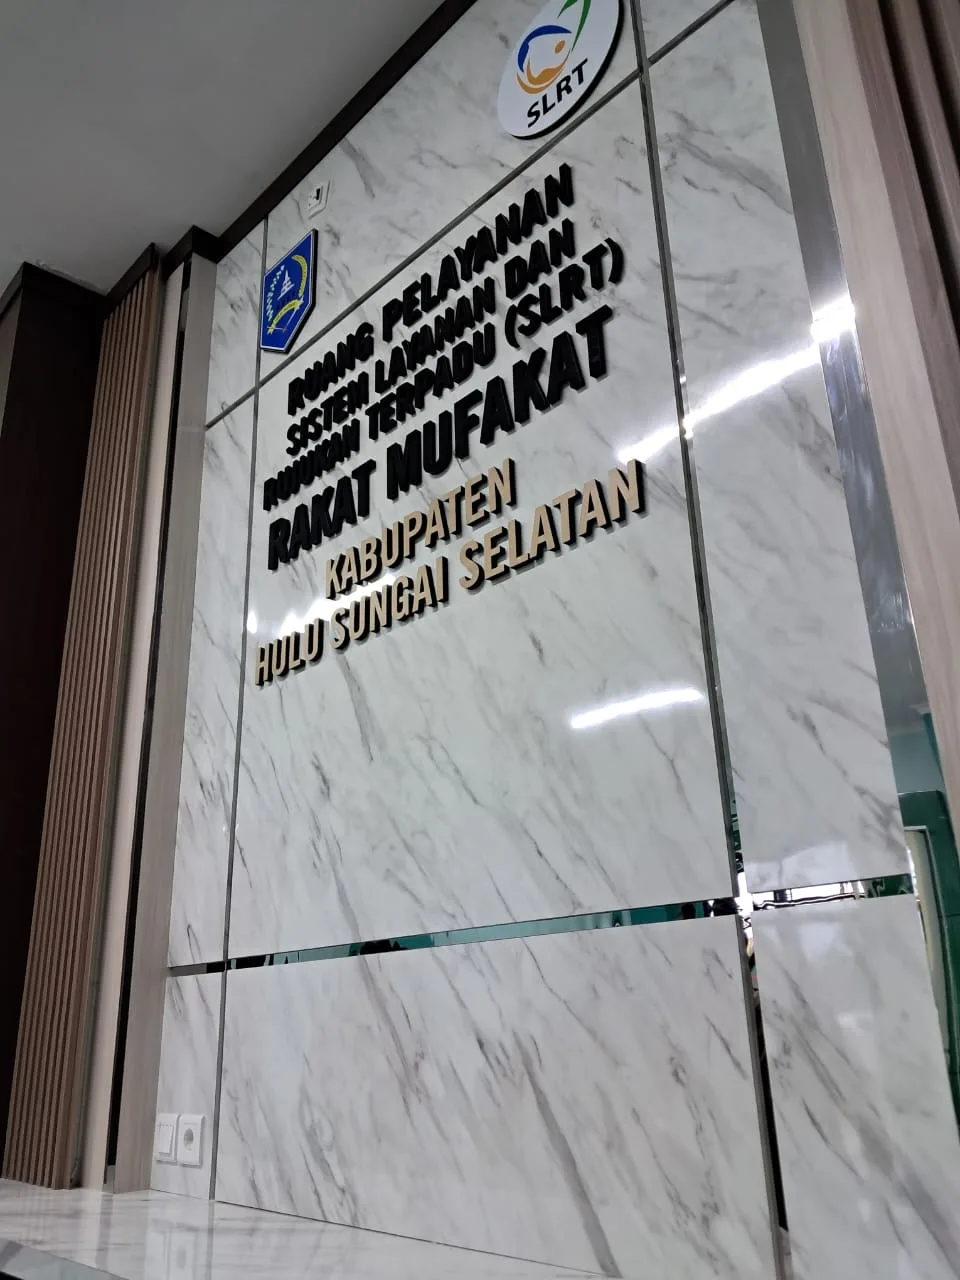 SLRT
RUANG PELAYANAN
SISTEM LAYANAN DAN
RUJUKAN TERPADU (SLRT)
RAKAT MUFAKAT
KABUPATEN
HULU SUNGAI SELATAN